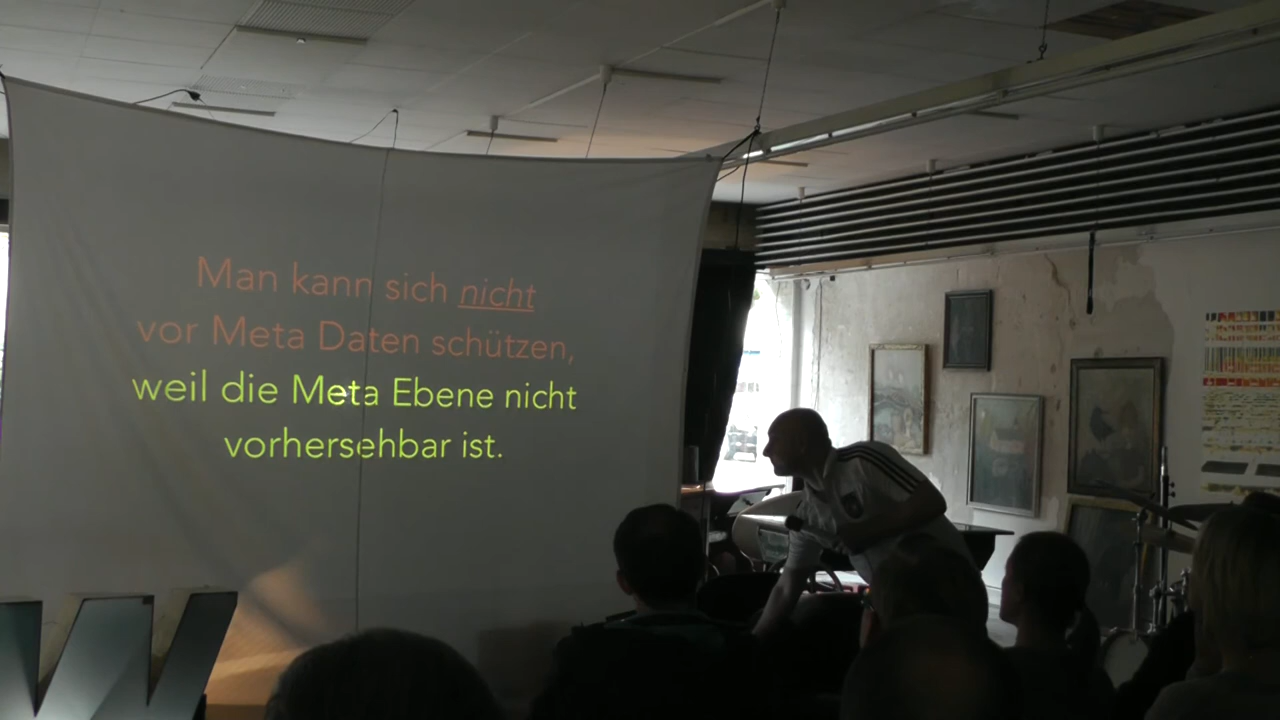 Man kann sich nicht
vor Meta Daten schützen,
weil die Meta Ebene nicht
vorhersehbar ist.
W